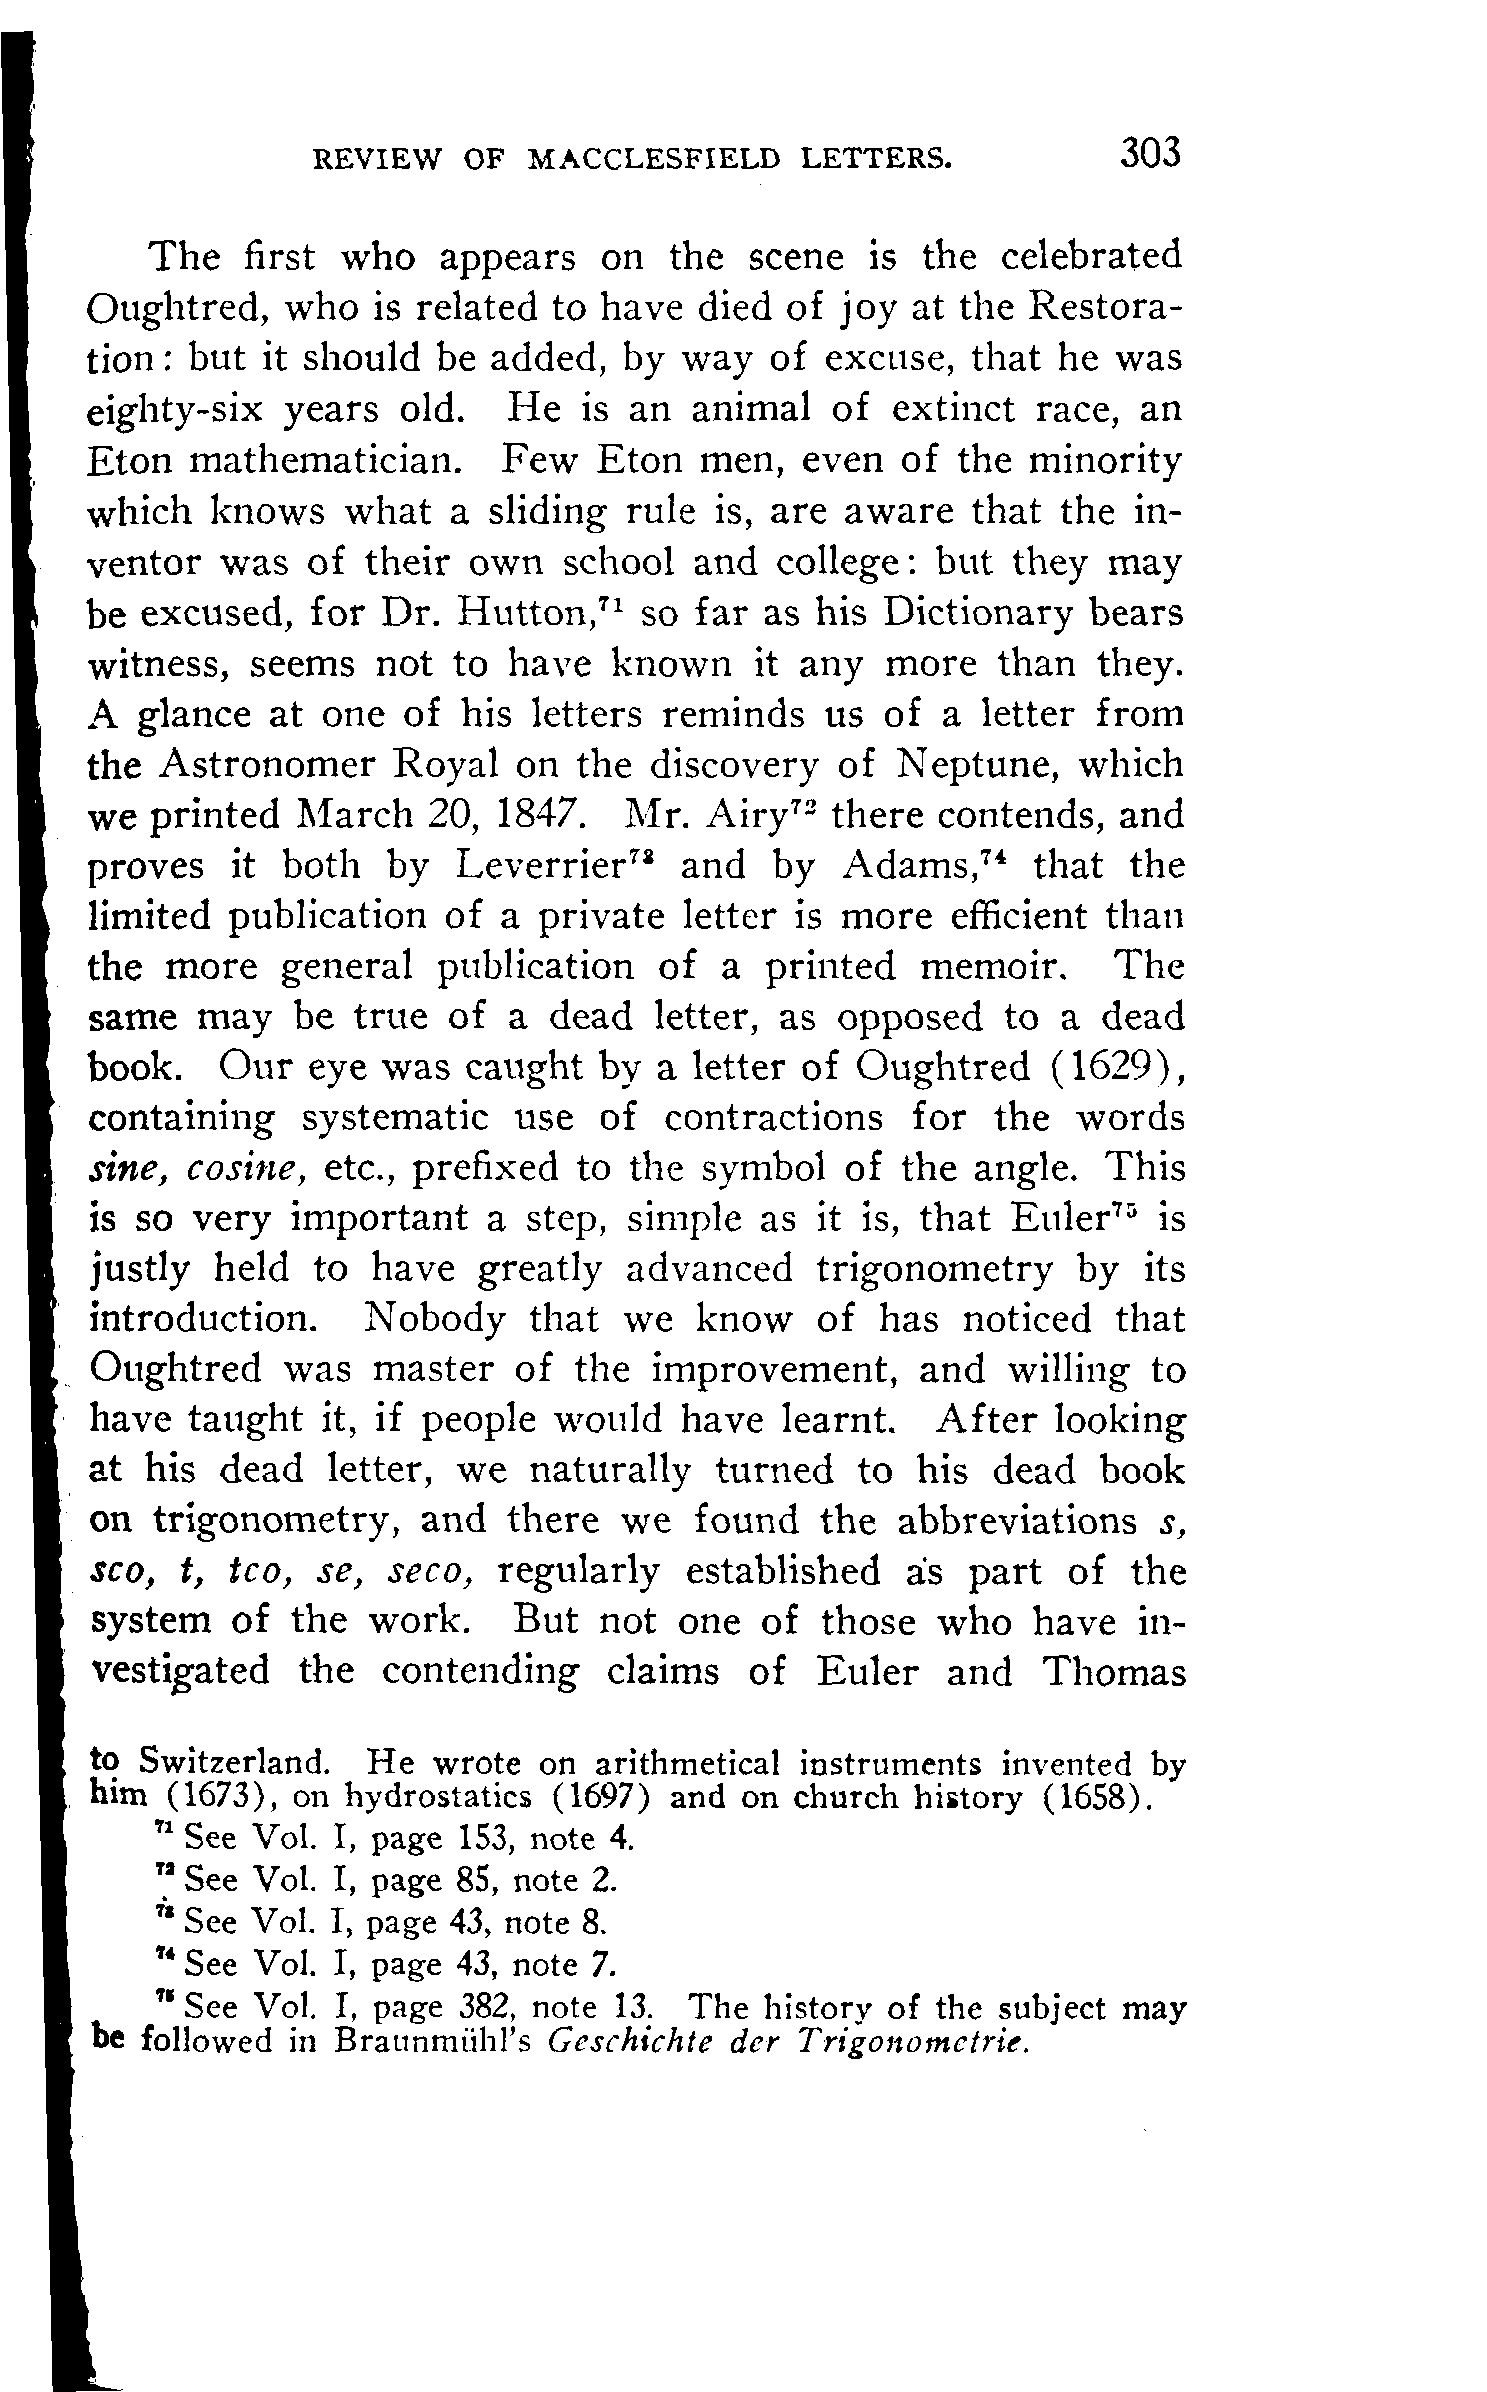 REVIEW OF MACCLESFIELD LETTERS. 303
The first who appears on the scene is the celebrated
Oughtred, who is related to have died of joy at the Restora-
tion: but it should be added, by way of excuse, that he was
eighty-six years old. He is an animal of extinct race, an
Eton mathematician. Few Eton men, even of the minority
which knows what a sliding rule is, are aware that the in-
ventor was of their own school and college: but they may
be excused, for Dr. Hutton,⁷¹ so far as his Dictionary bears
witness, seems not to have known it any more than they.
A glance at one of his letters reminds us of a letter from
the Astronomer Royal on the discovery of Neptune, which
we printed March 20, 1847. Mr. Airy⁷² there contends, and
proves it both by Leverrier⁷³ and by Adams,⁷⁴ that the
limited publication of a private letter is more efficient than
the more general publication of a printed memoir. The
same may be true of a dead letter, as opposed to a dead
book. Our eye was caught by a letter of Oughtred (1629),
containing systematic use of contractions for the words
sine, cosine, etc., prefixed to the symbol of the angle. This
is so very important a step, simple as it is, that Euler⁷⁵ is
justly held to have greatly advanced trigonometry by its
introduction. Nobody that we know of has noticed that
Oughtred was master of the improvement, and willing to
have taught it, if people would have learnt. After looking
at his dead letter, we naturally turned to his dead book
on trigonometry, and there we found the abbreviations s,
sco, t, tco, se, seco, regularly established as part of the
system of the work. But not one of those who have in-
vestigated the contending claims of Euler and Thomas
to Switzerland. He wrote on arithmetical instruments invented by
him (1673), on hydrostatics (1697) and on church history (1658).
⁷¹ See Vol. I, page 153, note 4.
⁷² See Vol. I, page 85, note 2.
⁷³ See Vol. I, page 43, note 8.
⁷⁴ See Vol. I, page 43, note 7.
⁷⁵ See Vol. I, page 382, note 13. The history of the subject may
be followed in Braunmühl's Geschichte der Trigonometrie.